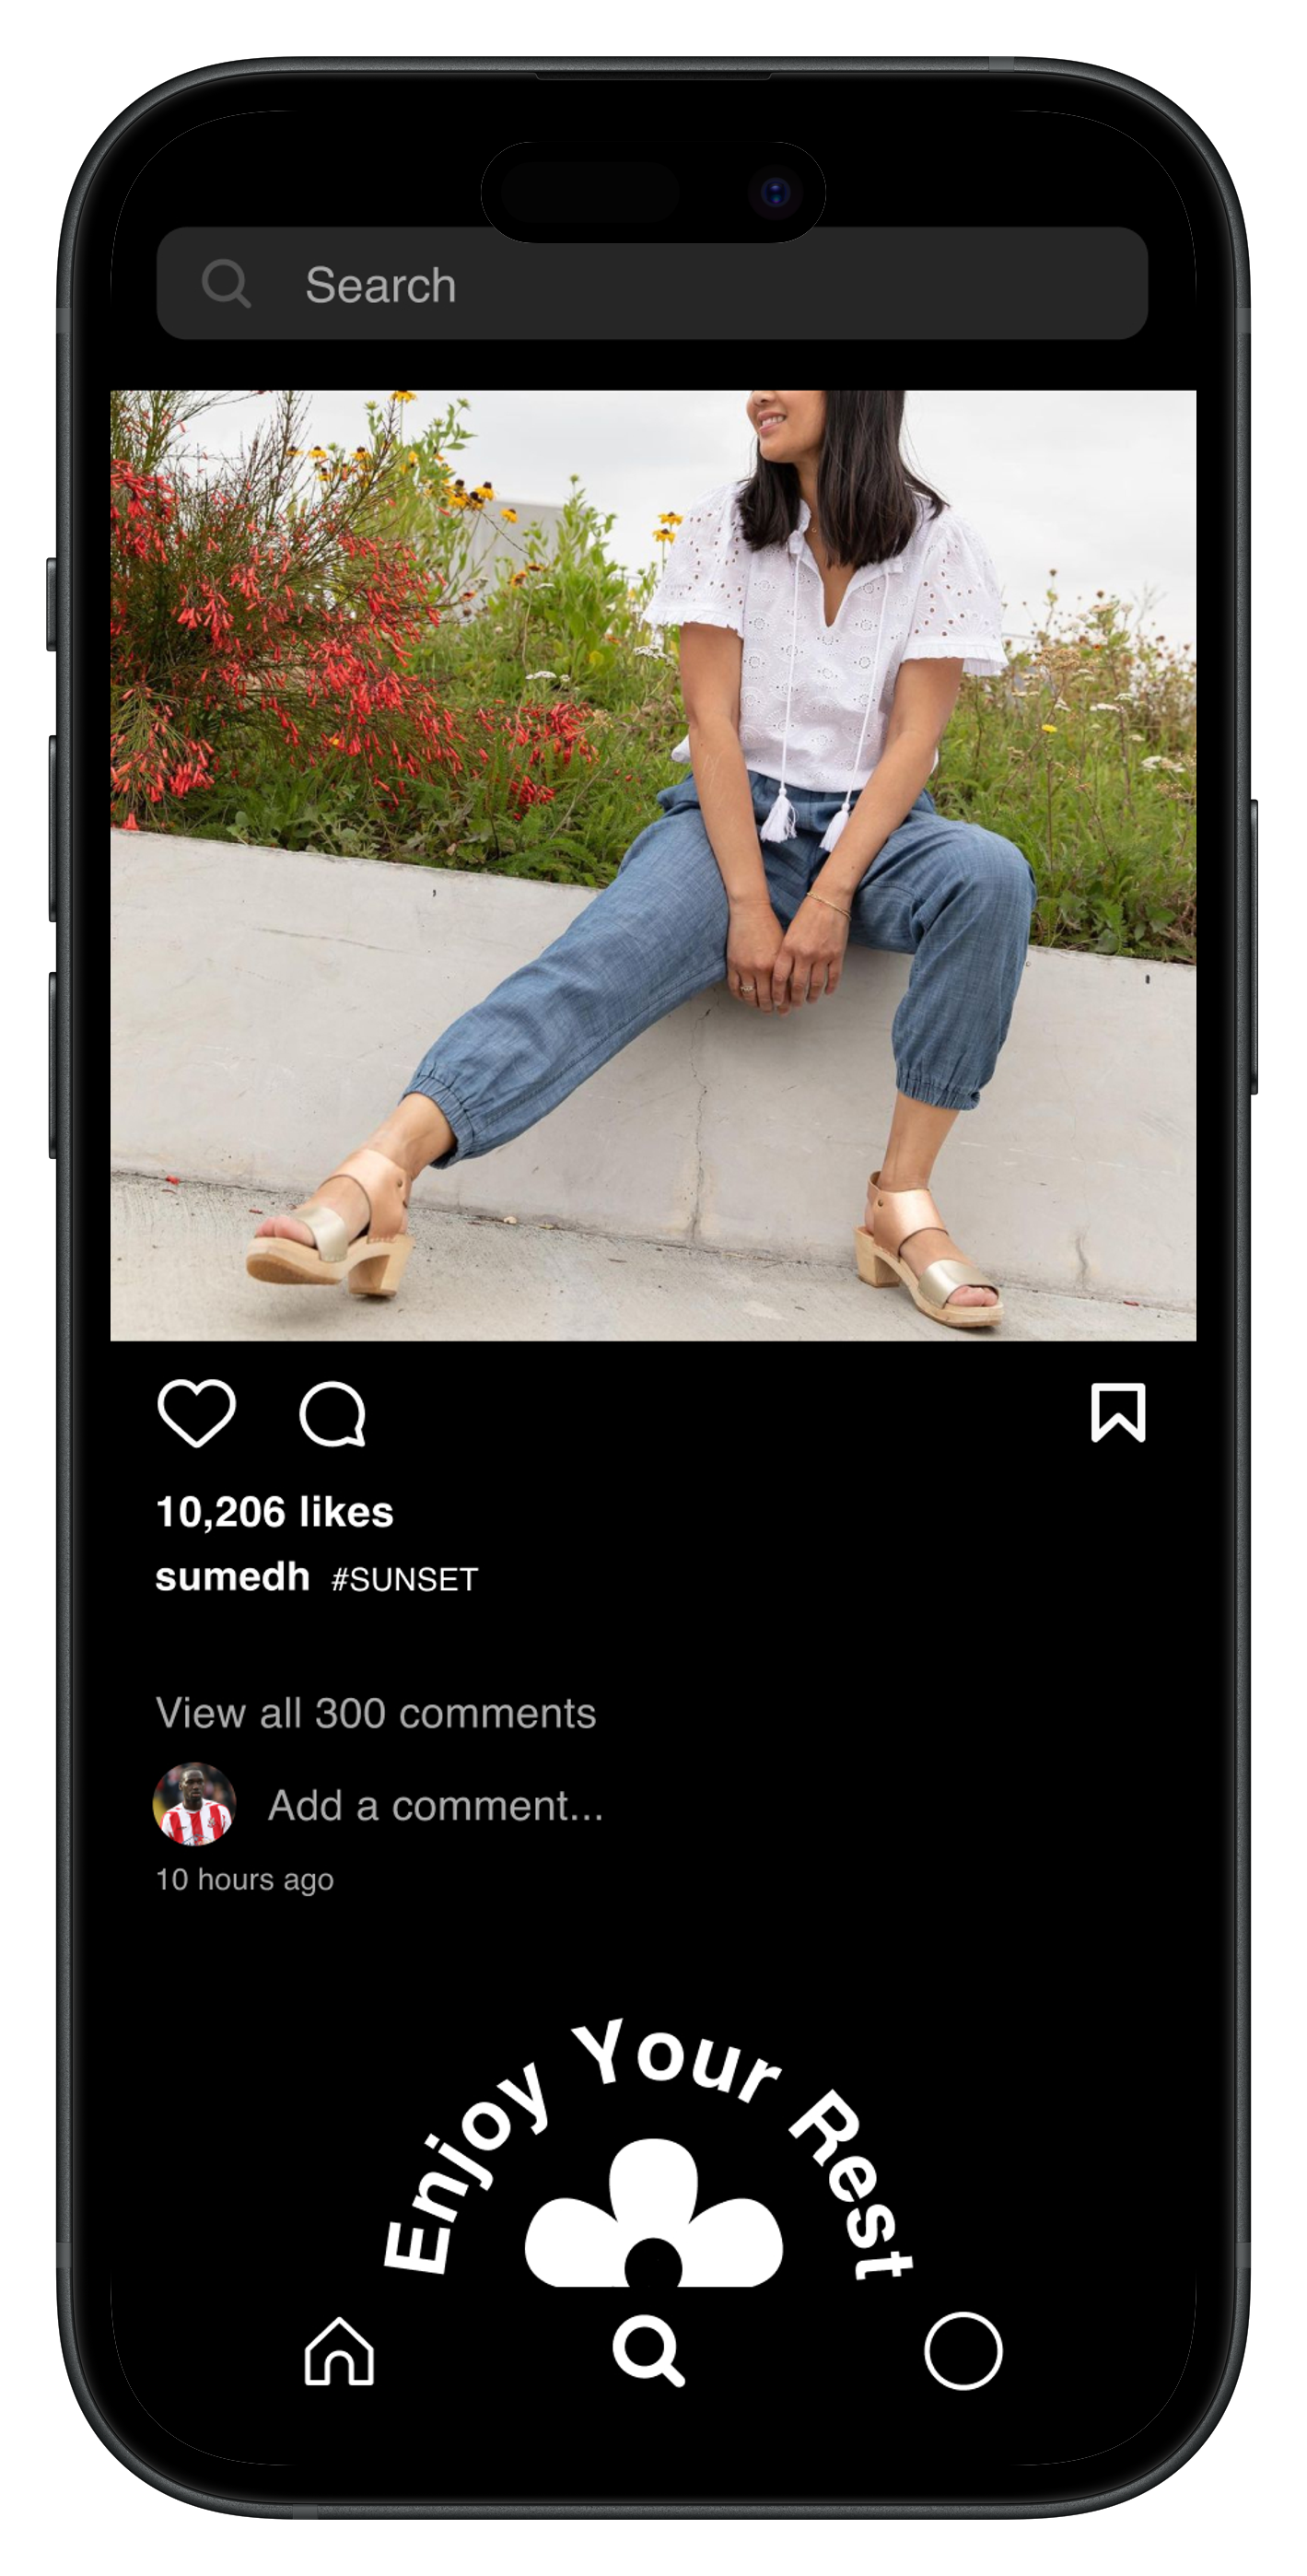 Search
10,206 likes
sumedh #SUNSET
View all 300 comments
Add a comment...
10 hours ago
Enjoy Your Rest